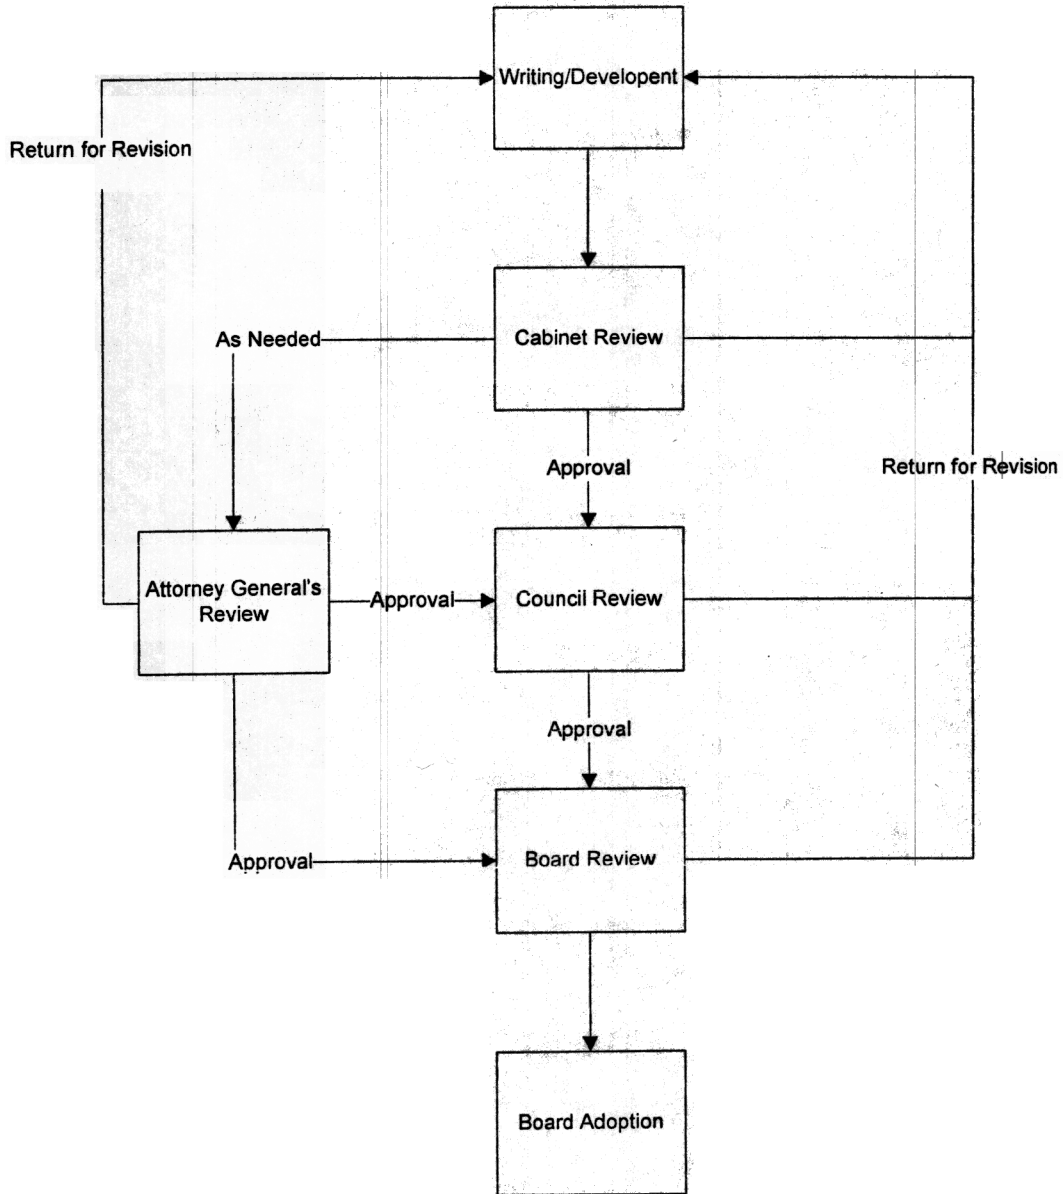 Writing/Developent
Return for Revision
As Needed
Cabinet Review
Approval
Return for Revision
Attorney General's
Review
Approval
Council Review
Approval
Approval
Board Review
Board Adoption